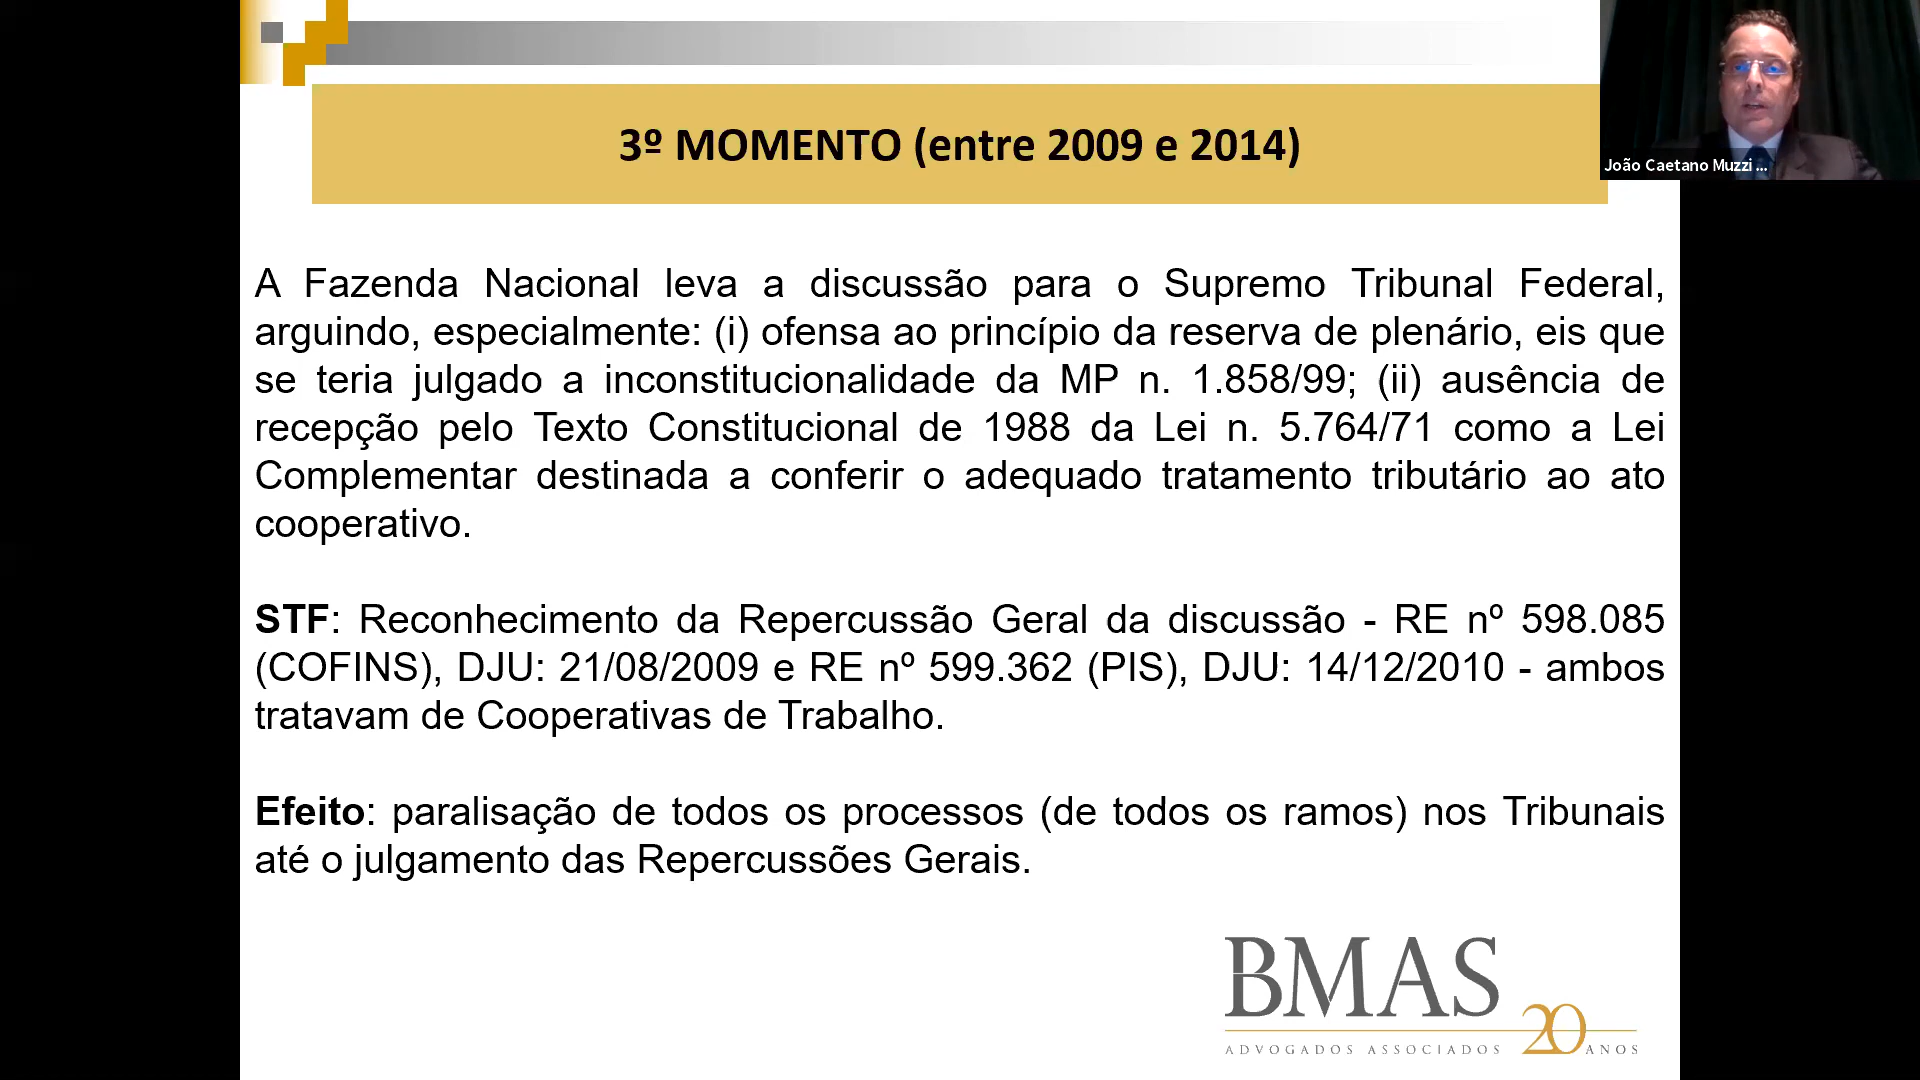 3º MOMENTO (entre 2009 e 2014)
João Caetano Muzzi ...
A Fazenda Nacional leva a discussão para o Supremo Tribunal Federal,
arguindo, especialmente: (i) ofensa ao princípio da reserva de plenário, eis que
se teria julgado a inconstitucionalidade da MP n. 1.858/99; (ii) ausência de
recepção pelo Texto Constitucional de 1988 da Lei n. 5.764/71 como a Lei
Complementar destinada a conferir o adequado tratamento tributário ao ato
cooperativo.
STF: Reconhecimento da Repercussão Geral da discussão - RE nº 598.085
(COFINS), DJU: 21/08/2009 e RE nº 599.362 (PIS), DJU: 14/12/2010 - ambos
tratavam de Cooperativas de Trabalho.
Efeito: paralisação de todos os processos (de todos os ramos) nos Tribunais
até o julgamento das Repercussões Gerais.
BMAS
ADVOGADOS ASSOCIADOS 20 ANOS